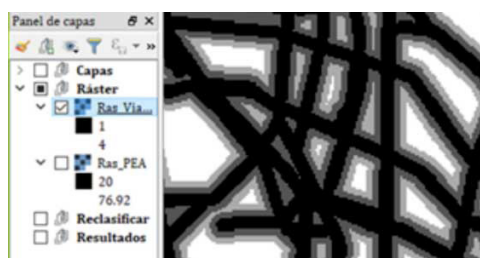 Panel de capas
Capas
Ráster
Ras_Via...
1
4
Ras_PEA
20
76.92
Reclasificar
Resultados